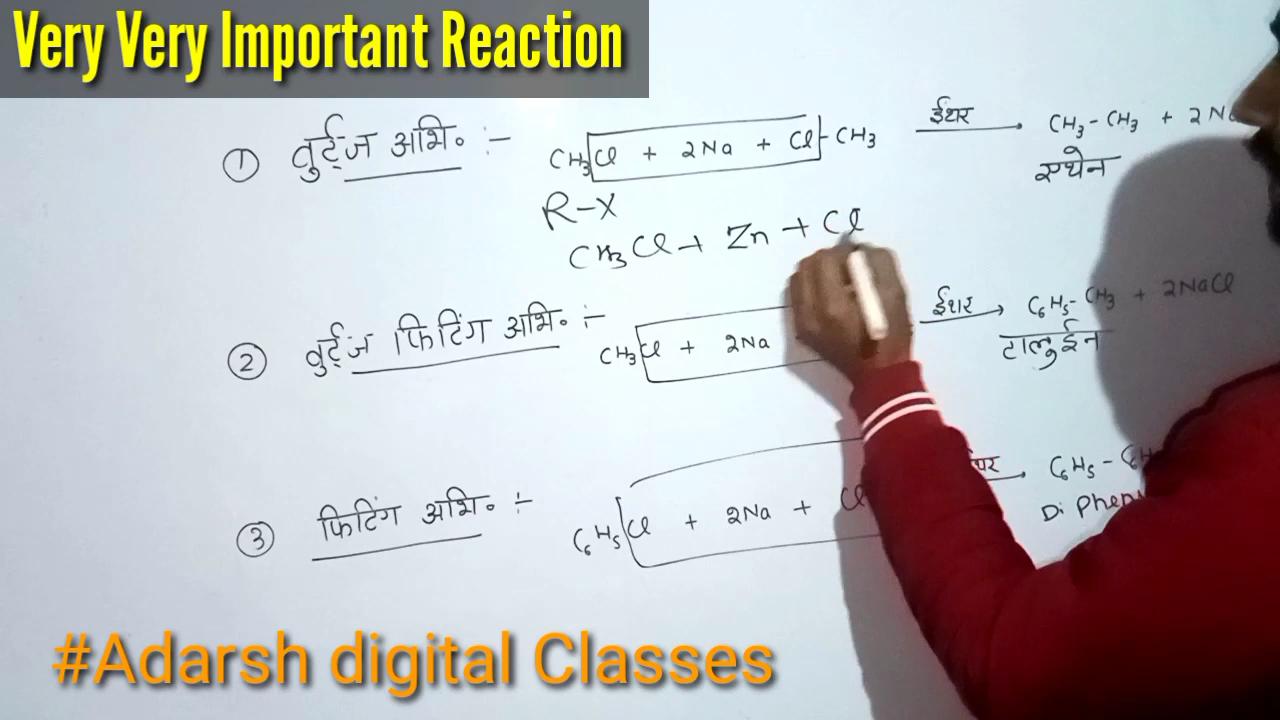 Very Very Important Reaction
① वुर्ट्ज अभि० :- CH₃Cl + 2Na + Cl-CH₃ ईथर → CH₃-CH₃ + 2Na
एथेन
R-X
CH₃Cl + Zn + Cl
② वुर्ट्ज फिटिंग अभि० :- CH₃Cl + 2Na ईथर → C₆H₅-CH₃ + 2NaCl
टालुईन
③ फिटिंग अभि० :- C₆H₅Cl + 2Na + Cl → C₆H₅-C₆H
Di Phen
#Adarsh digital Classes